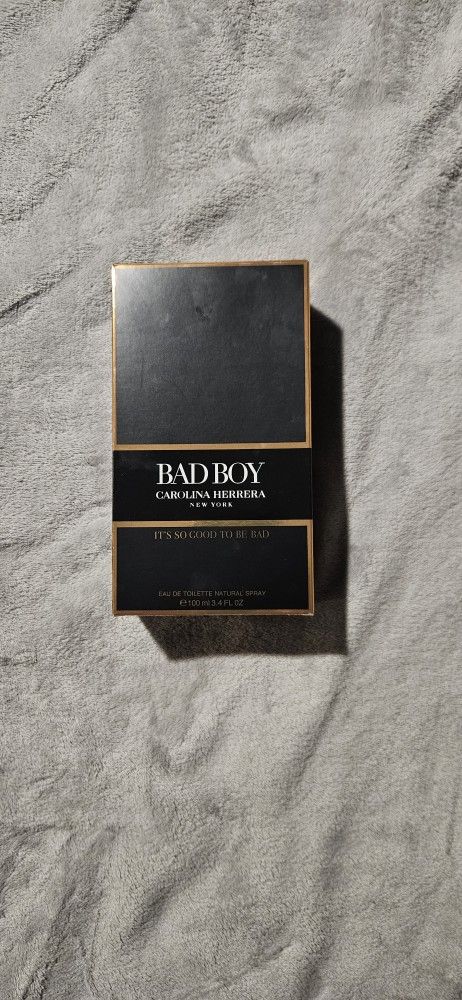 BAD BOY
CAROLINA HERRERA
NEW YORK
IT'S SO GOOD TO BE BAD
EAU DE TOILETTE NATURAL SPRAY
℮100 ml 3.4 FL OZ